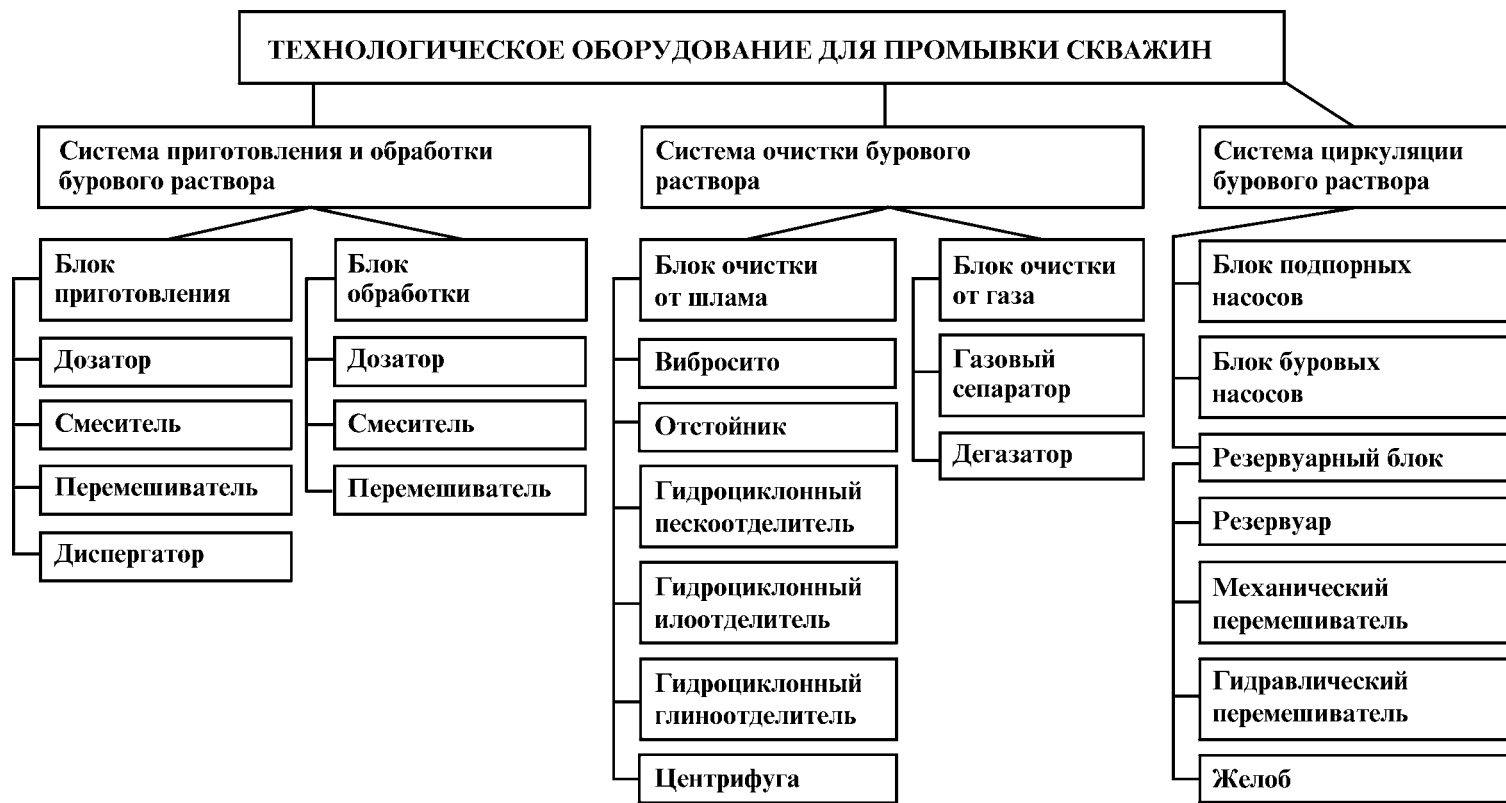 ТЕХНОЛОГИЧЕСКОЕ ОБОРУДОВАНИЕ ДЛЯ ПРОМЫВКИ СКВАЖИН
Система приготовления и обработки
бурового раствора
Блок
приготовления
Дозатор
Смеситель
Перемешиватель
Диспергатор
Блок
обработки
Дозатор
Смеситель
Перемешиватель
Система очистки бурового
раствора
Блок очистки
от шлама
Вибросито
Отстойник
Гидроциклонный
пескоотделитель
Гидроциклонный
илоотделитель
Гидроциклонный
глиноотделитель
Центрифуга
Блок очистки
от газа
Газовый
сепаратор
Дегазатор
Система циркуляции
бурового раствора
Блок подпорных
насосов
Блок буровых
насосов
Резервуарный блок
Резервуар
Механический
перемешиватель
Гидравлический
перемешиватель
Желоб